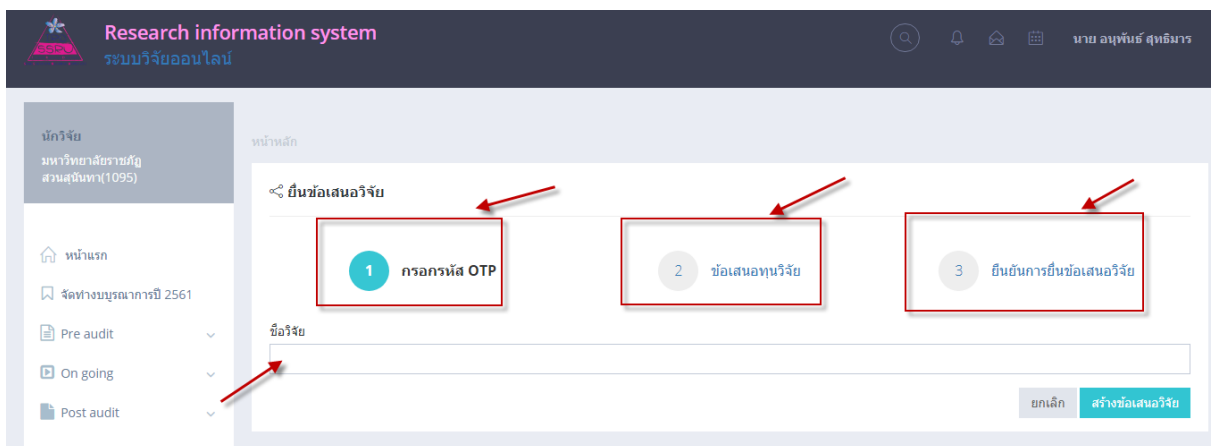 SSRU
Research information system
ระบบวิจัยออนไลน์
นาย อนุพันธ์ สุทธิมาร
นักวิจัย
มหาวิทยาลัยราชภัฏ
สวนสุนันทา(1095)
หน้าหลัก
ยื่นข้อเสนอวิจัย
1 กรอกรหัส OTP
2 ข้อเสนอทุนวิจัย
3 ยืนยันการยื่นข้อเสนอวิจัย
หน้าแรก
จัดทำงบบูรณาการปี 2561
Pre audit
On going
Post audit
ชื่อวิจัย
ยกเลิก สร้างข้อเสนอวิจัย